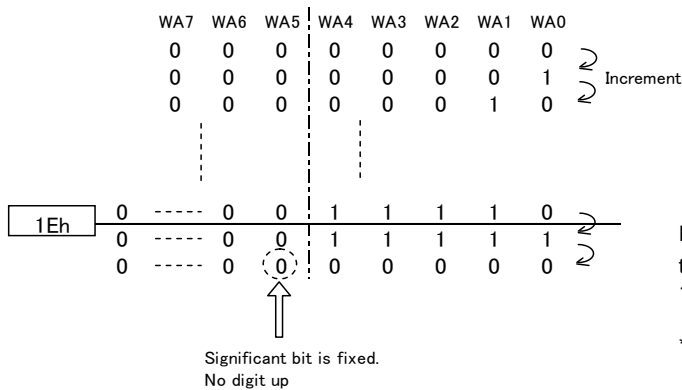 WA7 WA6 WA5 WA4 WA3 WA2 WA1 WA0
0 0 0 0 0 0 0 0
0 0 0 0 0 0 0 1
Increment
0 0 0 0 0 0 1 0
1Eh
0 ----- 0 0 1 1 1 1 0
0 ----- 0 0 1 1 1 1 1
0 ----- 0 0 0 0 0 0 0
Significant bit is fixed.
No digit up